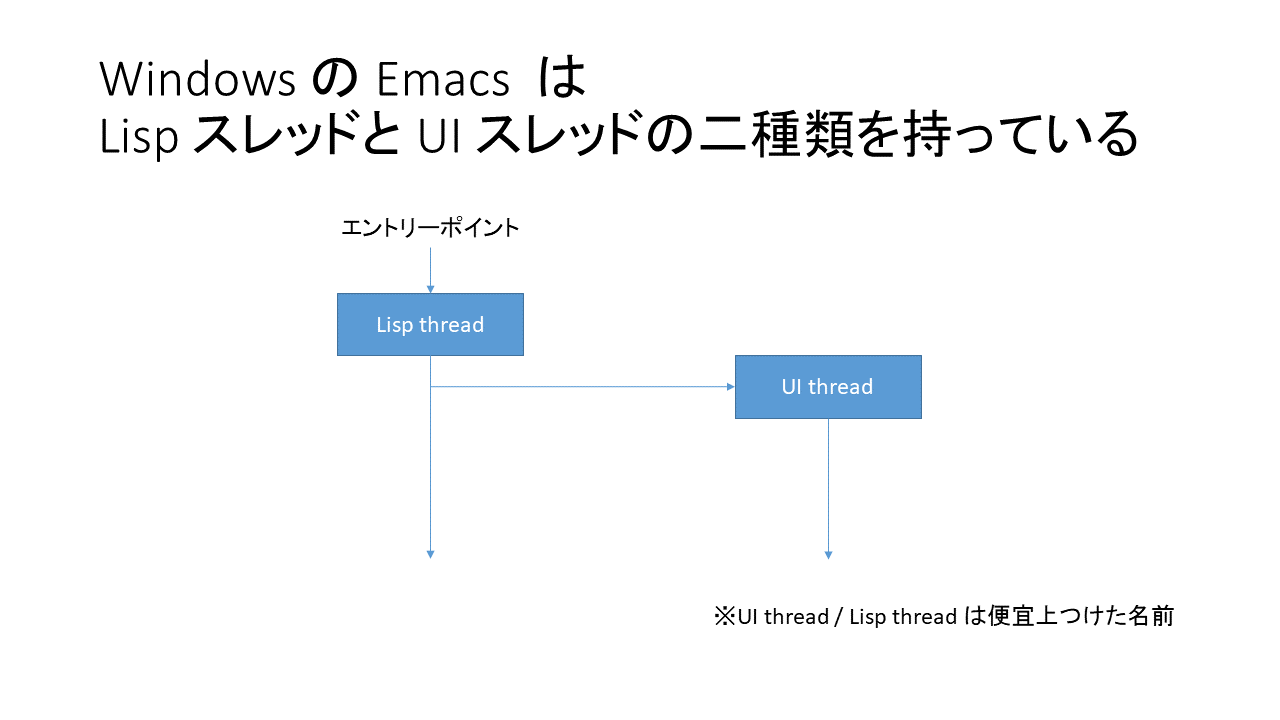 Windows の Emacs は
Lisp スレッドと UI スレッドの二種類を持っている
エントリーポイント
Lisp thread
UI thread
※UI thread / Lisp thread は便宜上つけた名前